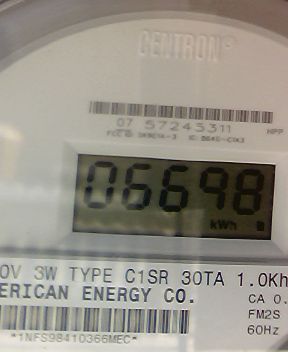 CENTRON®
07 57245311
HPP
06698
kWh
0V 3W TYPE C1SR 30TA 1.0Kh
ERICAN ENERGY CO.
CA 0.
FM2S
60Hz
*1NFS98410366MEC*